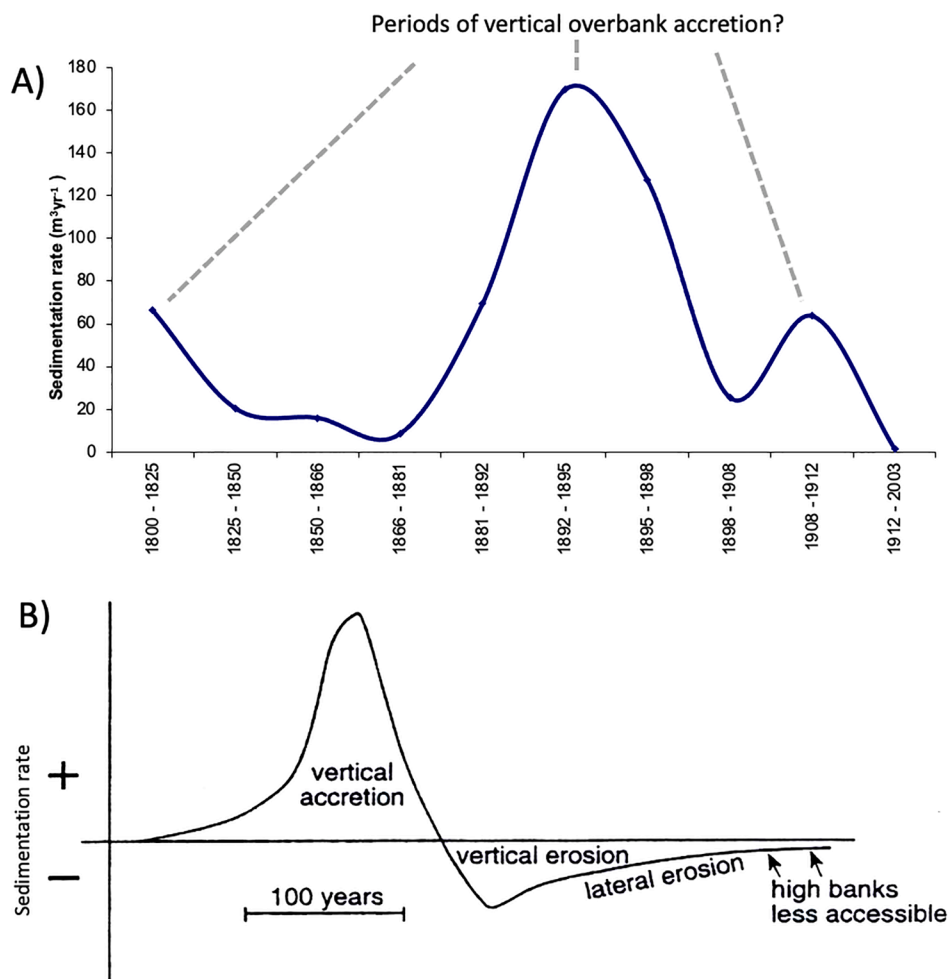 Periods of vertical overbank accretion?
A)
Sedimentation rate (m³yr⁻¹ )
180
160
140
120
100
80
60
40
20
0
1800 - 1825
1825 - 1850
1850 - 1866
1866 - 1881
1881 - 1892
1892 - 1895
1895 - 1898
1898 - 1908
1908 -1912
1912 - 2003
B)
Sedimentation rate
+
−
vertical
accretion
vertical erosion
lateral erosion
100 years
high banks
less accessible